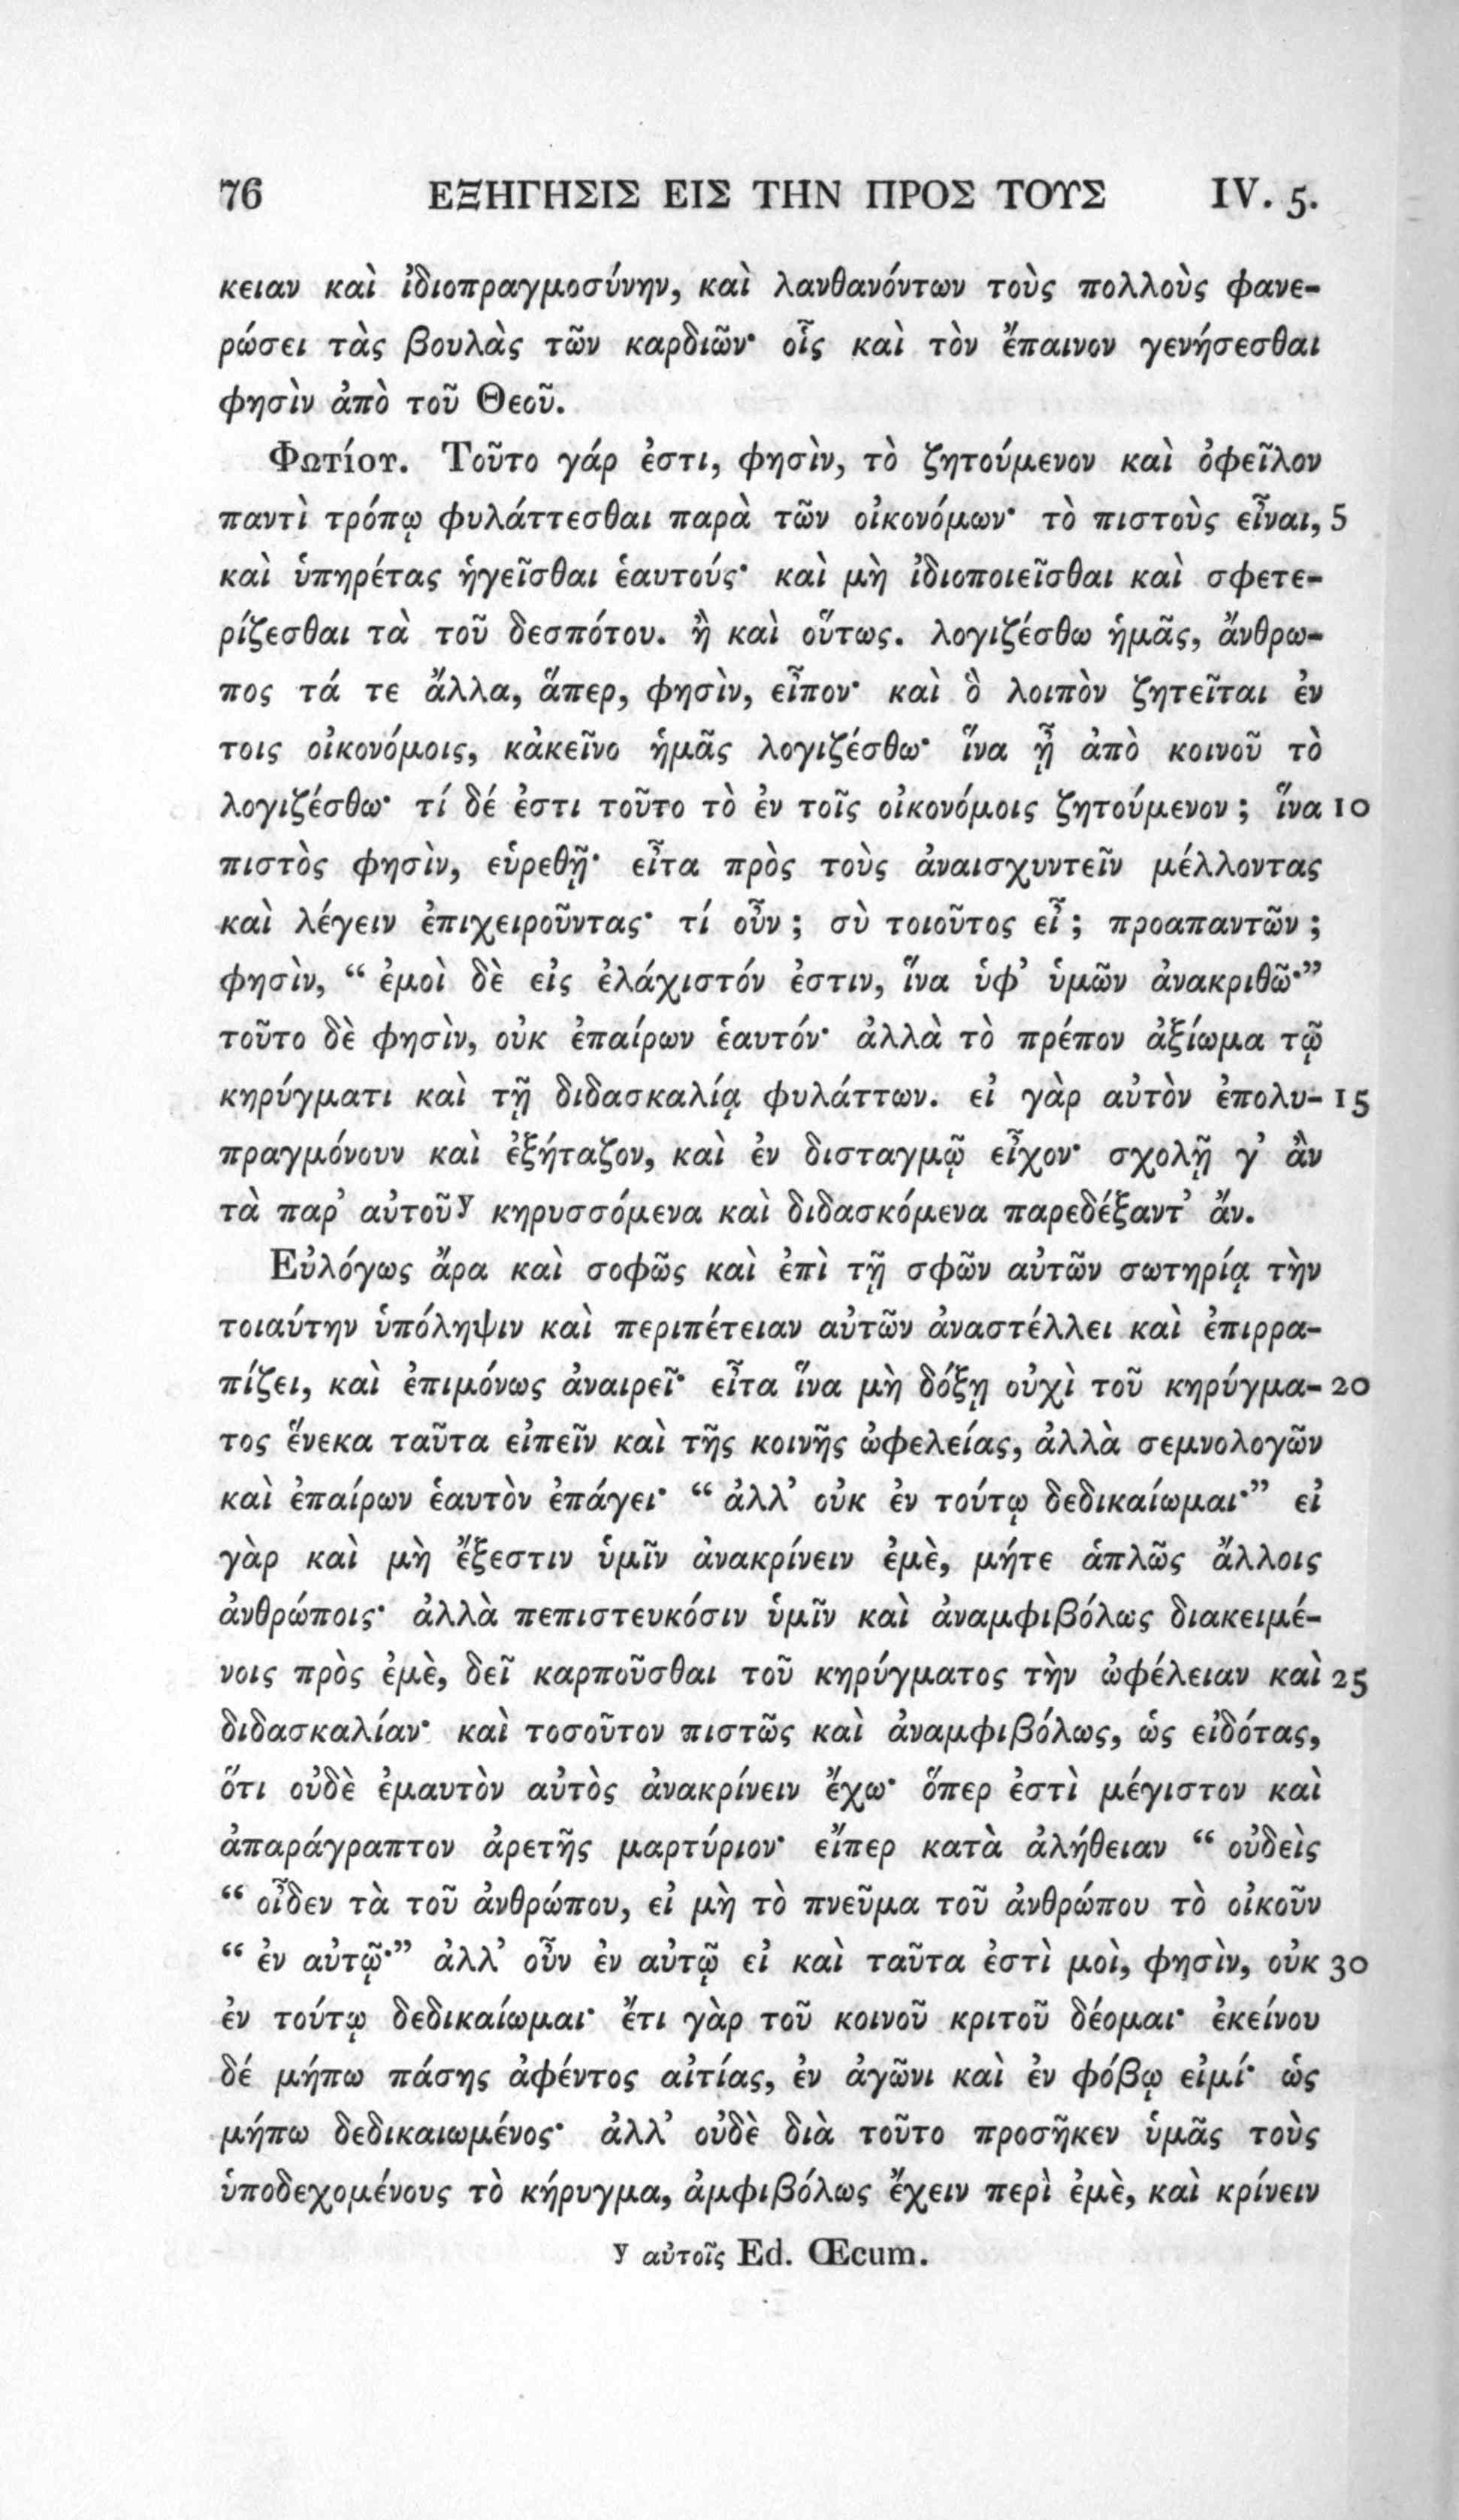 76 ΕΞΗΓΗΣΙΣ ΕΙΣ ΤΗΝ ΠΡΟΣ ΤΟΥΣ IV. 5.
κειαν καὶ ἰδιοπραγμοσύνην, καὶ λανθανόντων τοὺς πολλοὺς φανε-
ρώσει τὰς βουλὰς τῶν καρδιῶν· οἷς καὶ τὸν ἔπαινον γενήσεσθαι
φησὶν ἀπὸ τοῦ Θεοῦ.
Φωτίου. Τοῦτο γάρ ἐστι, φησὶν, τὸ ζητούμενον καὶ ὀφεῖλον
παντὶ τρόπῳ φυλάττεσθαι παρὰ τῶν οἰκονόμων· τὸ πιστοὺς εἶναι, 5
καὶ ὑπηρέτας ἡγεῖσθαι ἑαυτούς· καὶ μὴ ἰδιοποιεῖσθαι καὶ σφετε-
ρίζεσθαι τὰ τοῦ δεσπότου. ἢ καὶ οὕτως. λογιζέσθω ἡμᾶς, ἄνθρω-
πος τά τε ἄλλα, ἅπερ, φησὶν, εἶπον· καὶ ὃ λοιπὸν ζητεῖται ἐν
τοις οἰκονόμοις, κἀκεῖνο ἡμᾶς λογιζέσθω· ἵνα ᾖ ἀπὸ κοινοῦ τὸ
λογιζέσθω· τί δέ ἐστι τοῦτο τὸ ἐν τοῖς οἰκονόμοις ζητούμενον ; ἵνα 10
πιστὸς φησὶν, εὑρεθῇ· εἶτα πρὸς τοὺς ἀναισχυντεῖν μέλλοντας
καὶ λέγειν ἐπιχειροῦντας· τί οὖν ; σὺ τοιοῦτος εἶ ; προαπαντῶν ;
φησὶν, “ ἐμοὶ δὲ εἰς ἐλάχιστόν ἐστιν, ἵνα ὑφ’ ὑμῶν ἀνακριθῶ·”
τοῦτο δὲ φησὶν, οὐκ ἐπαίρων ἑαυτόν· ἀλλὰ τὸ πρέπον ἀξίωμα τῷ
κηρύγματι καὶ τῇ διδασκαλίᾳ φυλάττων. εἰ γὰρ αὐτὸν ἐπολυ- 15
πραγμόνουν καὶ ἐξήταζον, καὶ ἐν δισταγμῷ εἶχον· σχολῇ γ’ ἂν
τὰ παρ’ αὐτοῦ y κηρυσσόμενα καὶ διδασκόμενα παρεδέξαντ’ ἄν.
Εὐλόγως ἄρα καὶ σοφῶς καὶ ἐπὶ τῇ σφῶν αὐτῶν σωτηρίᾳ τὴν
τοιαύτην ὑπόληψιν καὶ περιπέτειαν αὐτῶν ἀναστέλλει καὶ ἐπιρρα-
πίζει, καὶ ἐπιμόνως ἀναιρεῖ· εἶτα ἵνα μὴ δόξῃ οὐχὶ τοῦ κηρύγμα- 20
τος ἕνεκα ταῦτα εἰπεῖν καὶ τῆς κοινῆς ὠφελείας, ἀλλὰ σεμνολογῶν
καὶ ἐπαίρων ἑαυτὸν ἐπάγει· “ ἀλλ’ οὐκ ἐν τούτῳ δεδικαίωμαι·” εἰ
γὰρ καὶ μὴ ἔξεστιν ὑμῖν ἀνακρίνειν ἐμὲ, μήτε ἁπλῶς ἄλλοις
ἀνθρώποις· ἀλλὰ πεπιστευκόσιν ὑμῖν καὶ ἀναμφιβόλως διακειμέ-
νοις πρὸς ἐμὲ, δεῖ καρποῦσθαι τοῦ κηρύγματος τὴν ὠφέλειαν καὶ 25
διδασκαλίαν· καὶ τοσοῦτον πιστῶς καὶ ἀναμφιβόλως, ὡς εἰδότας,
ὅτι οὐδὲ ἐμαυτὸν αὐτὸς ἀνακρίνειν ἔχω· ὅπερ ἐστὶ μέγιστον καὶ
ἀπαράγραπτον ἀρετῆς μαρτύριον· εἴπερ κατὰ ἀλήθειαν “ οὐδεὶς
“ οἶδεν τὰ τοῦ ἀνθρώπου, εἰ μὴ τὸ πνεῦμα τοῦ ἀνθρώπου τὸ οἰκοῦν
“ ἐν αὐτῷ·” ἀλλ’ οὖν ἐν αὐτῷ εἰ καὶ ταῦτα ἐστὶ μοὶ, φησὶν, οὐκ 30
ἐν τούτῳ δεδικαίωμαι· ἔτι γὰρ τοῦ κοινοῦ κριτοῦ δέομαι· ἐκείνου
δέ μήπω πάσης ἀφέντος αἰτίας, ἐν ἀγῶνι καὶ ἐν φόβῳ εἰμί· ὡς
μήπω δεδικαιωμένος· ἀλλ’ οὐδὲ διὰ τοῦτο προσῆκεν ὑμᾶς τοὺς
ὑποδεχομένους τὸ κήρυγμα, ἀμφιβόλως ἔχειν περὶ ἐμὲ, καὶ κρίνειν
y αὐτοῖς Ed. Œcum.